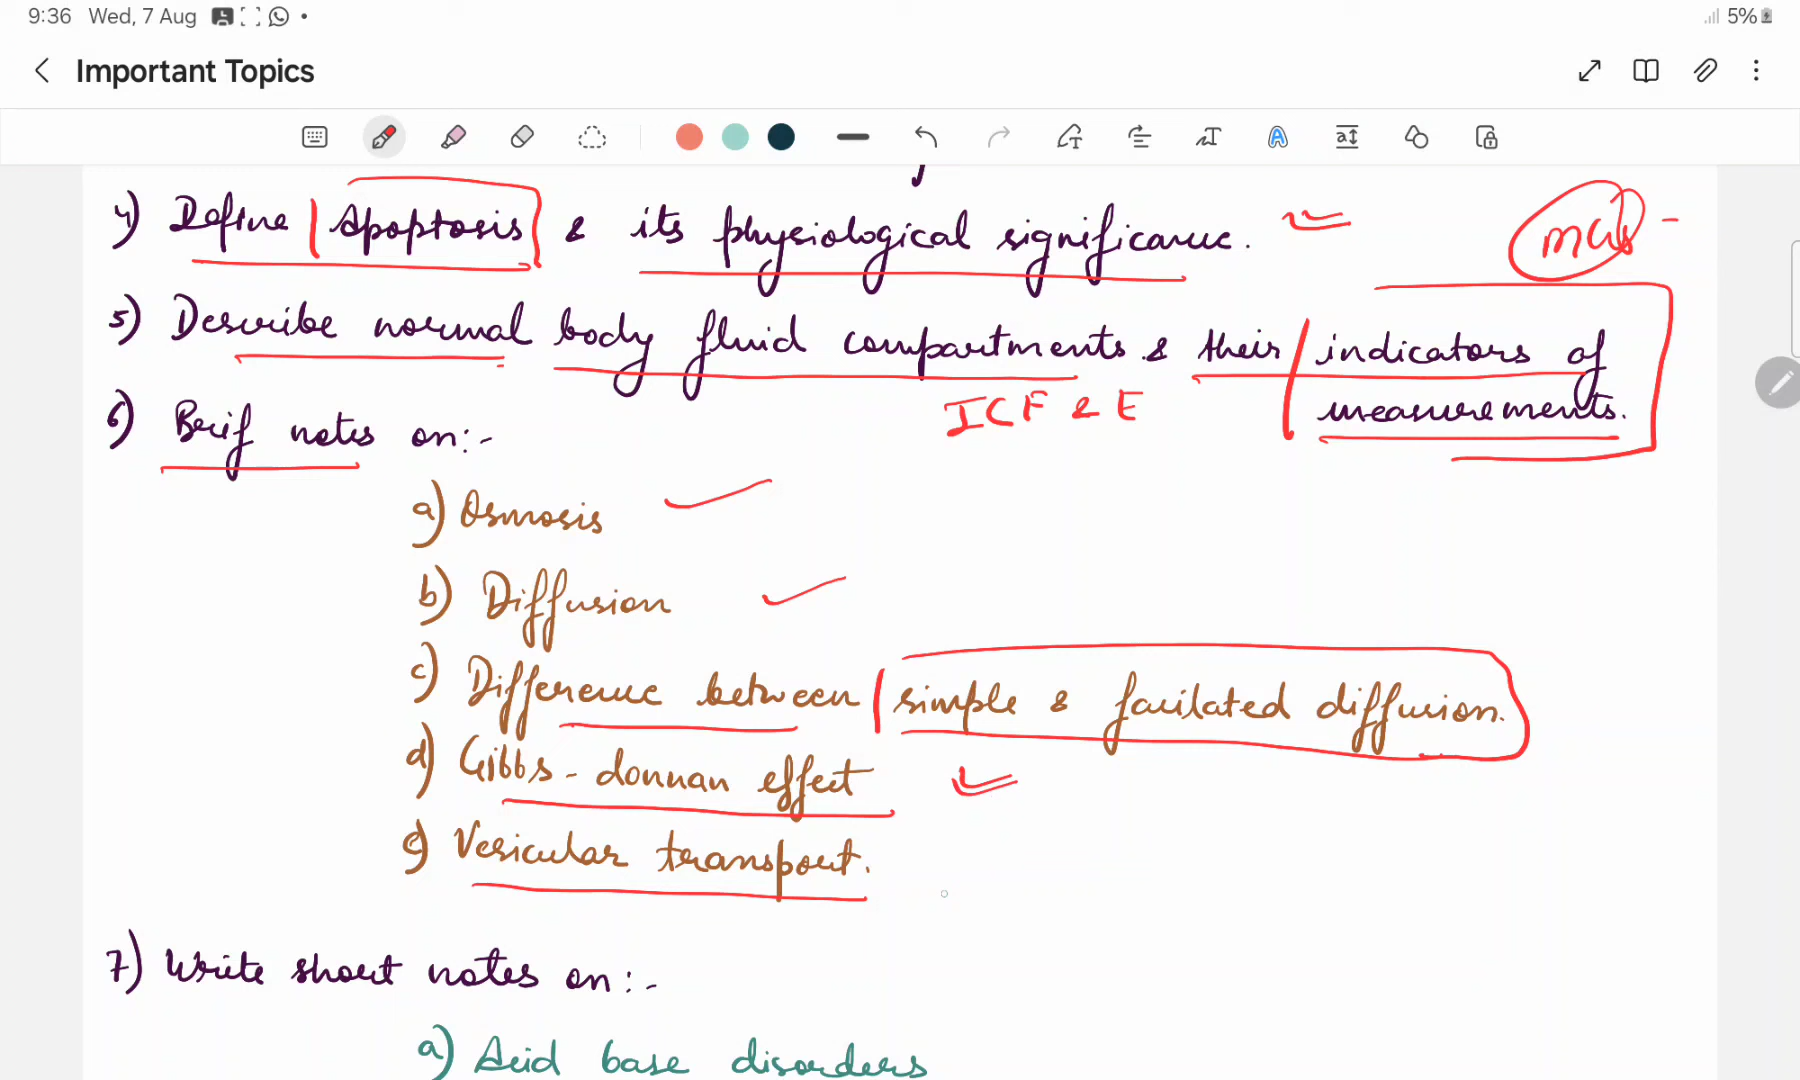 9:36 Wed, 7 Aug
5%
Important Topics
4) Define Apoptosis & its physiological significance.
mcq
5) Describe normal body fluid compartments & their indicators of measurements.
ICF & E
6) Berif notes on:-
a) Osmosis
b) Diffusion
c) Difference between simple & facilated diffusion.
d) Gibbs-donnan effect
e) Vesicular transport.
7) Write short notes on:-
a) Acid base disorders